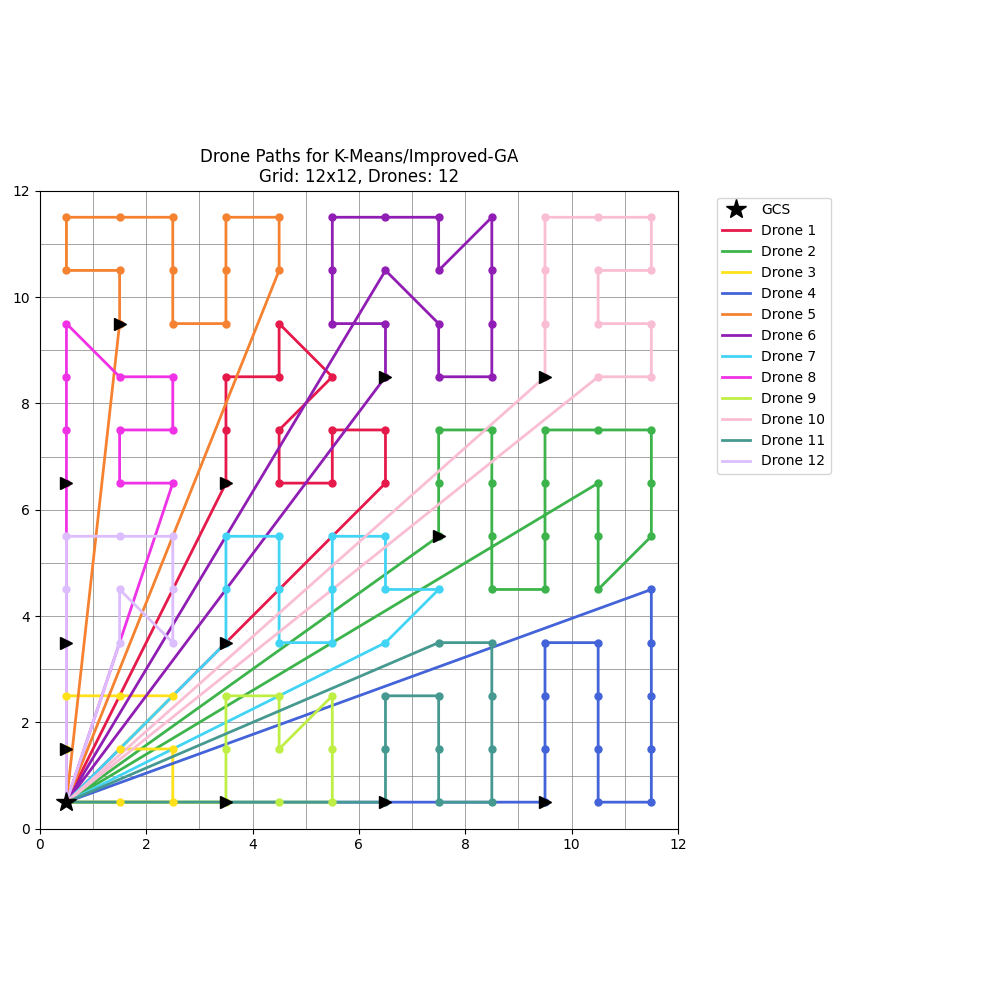 Drone Paths for K-Means/Improved-GA
Grid: 12x12, Drones: 12
12
10
8
6
4
2
0
0 2 4 6 8 10 12
GCS
Drone 1
Drone 2
Drone 3
Drone 4
Drone 5
Drone 6
Drone 7
Drone 8
Drone 9
Drone 10
Drone 11
Drone 12